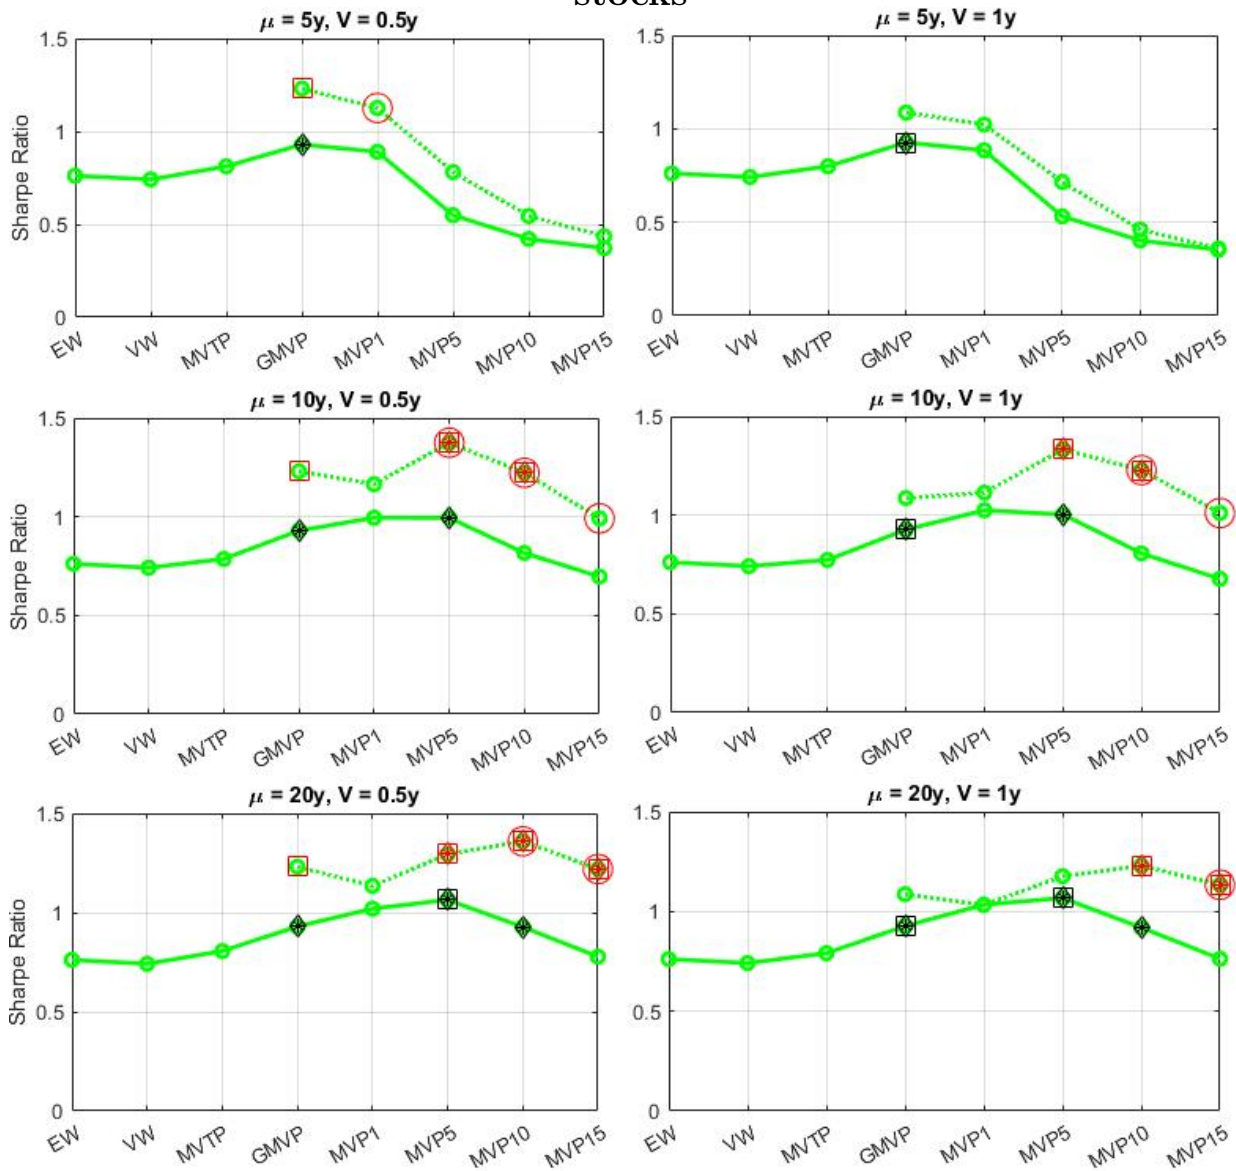 STOCKS
μ = 5y, V = 0.5y
Sharpe Ratio
1.5
1
0.5
0
EW VW MVTP GMVP MVP1 MVP5 MVP10 MVP15
μ = 5y, V = 1y
1.5
1
0.5
0
EW VW MVTP GMVP MVP1 MVP5 MVP10 MVP15
μ = 10y, V = 0.5y
Sharpe Ratio
1.5
1
0.5
0
EW VW MVTP GMVP MVP1 MVP5 MVP10 MVP15
μ = 10y, V = 1y
1.5
1
0.5
0
EW VW MVTP GMVP MVP1 MVP5 MVP10 MVP15
μ = 20y, V = 0.5y
Sharpe Ratio
1.5
1
0.5
0
EW VW MVTP GMVP MVP1 MVP5 MVP10 MVP15
μ = 20y, V = 1y
1.5
1
0.5
0
EW VW MVTP GMVP MVP1 MVP5 MVP10 MVP15